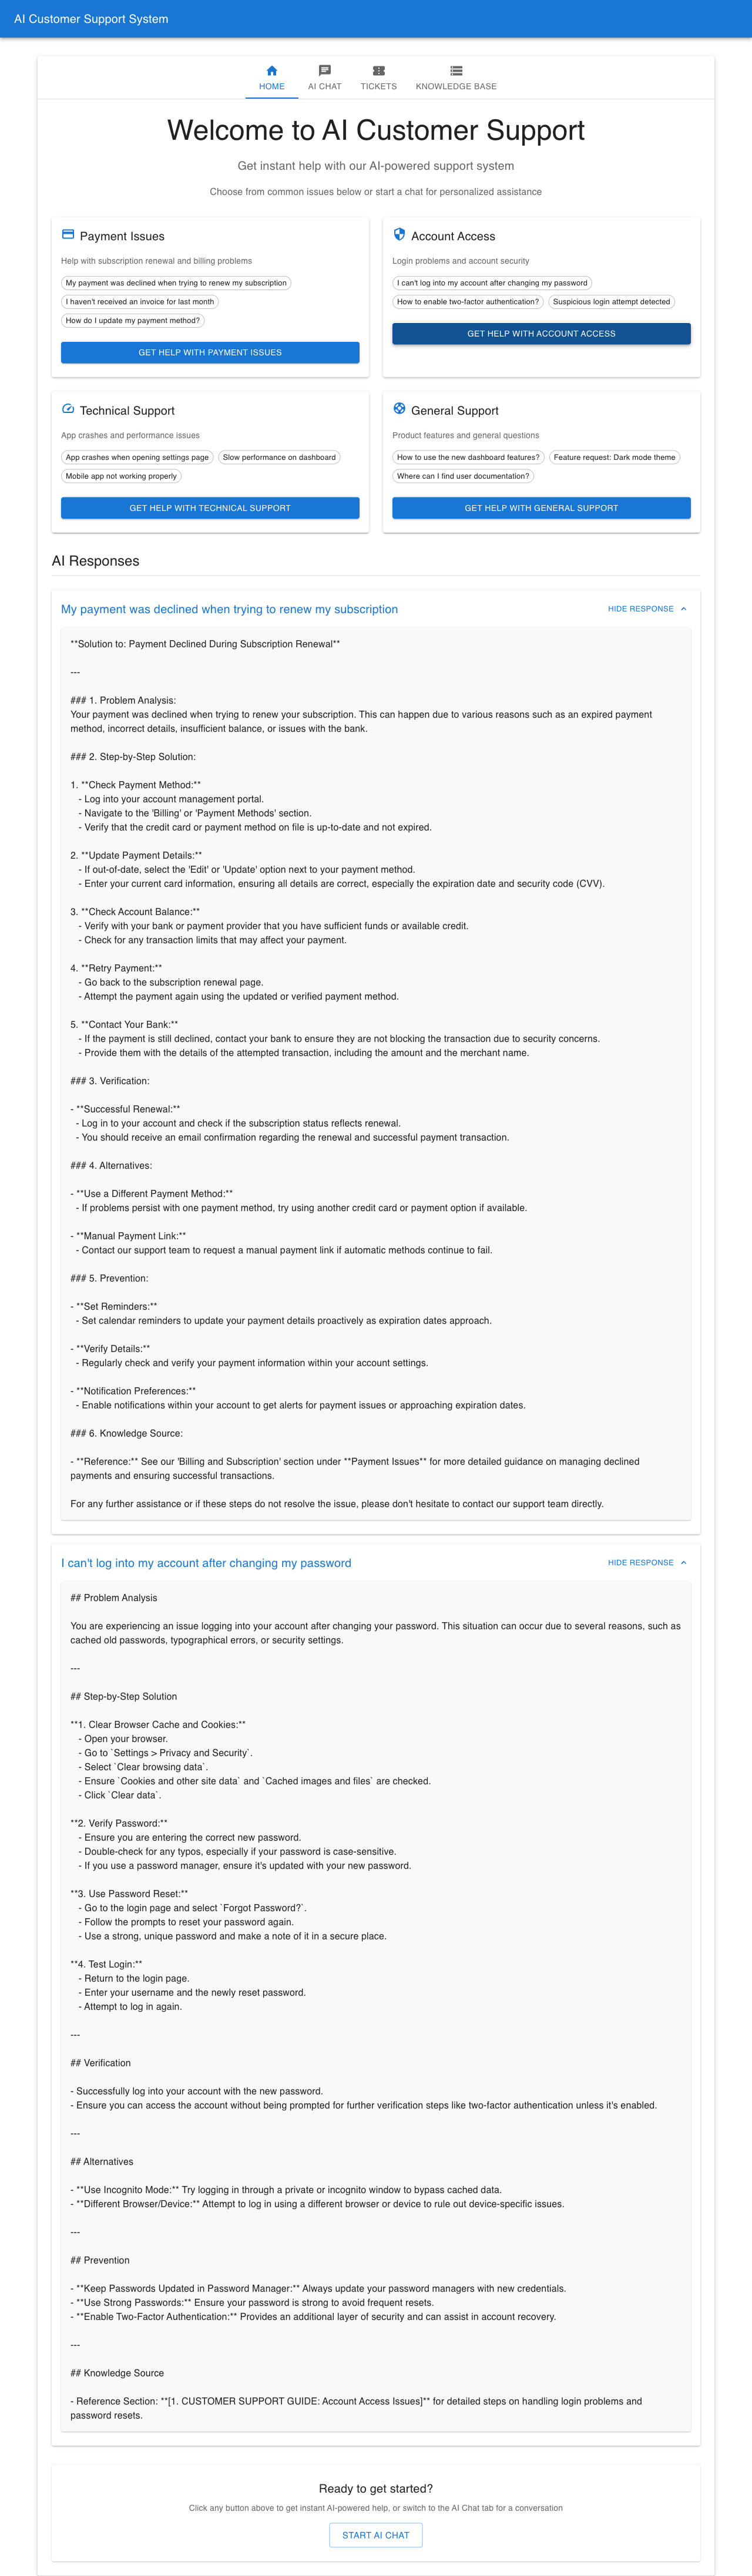 AI Customer Support System
HOME
AI CHAT
TICKETS
KNOWLEDGE BASE
Welcome to AI Customer Support
Get instant help with our AI-powered support system
Choose from common issues below or start a chat for personalized assistance
Payment Issues
Help with subscription renewal and billing problems
My payment was declined when trying to renew my subscription
I haven't received an invoice for last month
How do I update my payment method?
GET HELP WITH PAYMENT ISSUES
Account Access
Login problems and account security
I can't log into my account after changing my password
How to enable two-factor authentication?
Suspicious login attempt detected
GET HELP WITH ACCOUNT ACCESS
Technical Support
App crashes and performance issues
App crashes when opening settings page
Slow performance on dashboard
Mobile app not working properly
GET HELP WITH TECHNICAL SUPPORT
General Support
Product features and general questions
How to use the new dashboard features?
Feature request: Dark mode theme
Where can I find user documentation?
GET HELP WITH GENERAL SUPPORT
AI Responses
My payment was declined when trying to renew my subscription
HIDE RESPONSE
**Solution to: Payment Declined During Subscription Renewal**
---
### 1. Problem Analysis:
Your payment was declined when trying to renew your subscription. This can happen due to various reasons such as an expired payment
method, incorrect details, insufficient balance, or issues with the bank.
### 2. Step-by-Step Solution:
1. **Check Payment Method:**
- Log into your account management portal.
- Navigate to the 'Billing' or 'Payment Methods' section.
- Verify that the credit card or payment method on file is up-to-date and not expired.
2. **Update Payment Details:**
- If out-of-date, select the 'Edit' or 'Update' option next to your payment method.
- Enter your current card information, ensuring all details are correct, especially the expiration date and security code (CVV).
3. **Check Account Balance:**
- Verify with your bank or payment provider that you have sufficient funds or available credit.
- Check for any transaction limits that may affect your payment.
4. **Retry Payment:**
- Go back to the subscription renewal page.
- Attempt the payment again using the updated or verified payment method.
5. **Contact Your Bank:**
- If the payment is still declined, contact your bank to ensure they are not blocking the transaction due to security concerns.
- Provide them with the details of the attempted transaction, including the amount and the merchant name.
### 3. Verification:
- **Successful Renewal:**
- Log in to your account and check if the subscription status reflects renewal.
- You should receive an email confirmation regarding the renewal and successful payment transaction.
### 4. Alternatives:
- **Use a Different Payment Method:**
- If problems persist with one payment method, try using another credit card or payment option if available.
- **Manual Payment Link:**
- Contact our support team to request a manual payment link if automatic methods continue to fail.
### 5. Prevention:
- **Set Reminders:**
- Set calendar reminders to update your payment details proactively as expiration dates approach.
- **Verify Details:**
- Regularly check and verify your payment information within your account settings.
- **Notification Preferences:**
- Enable notifications within your account to get alerts for payment issues or approaching expiration dates.
### 6. Knowledge Source:
- **Reference:** See our 'Billing and Subscription' section under **Payment Issues** for more detailed guidance on managing declined
payments and ensuring successful transactions.
For any further assistance or if these steps do not resolve the issue, please don't hesitate to contact our support team directly.
I can't log into my account after changing my password
HIDE RESPONSE
## Problem Analysis
You are experiencing an issue logging into your account after changing your password. This situation can occur due to several reasons, such as
cached old passwords, typographical errors, or security settings.
---
## Step-by-Step Solution
**1. Clear Browser Cache and Cookies:**
- Open your browser.
- Go to `Settings > Privacy and Security`.
- Select `Clear browsing data`.
- Ensure `Cookies and other site data` and `Cached images and files` are checked.
- Click `Clear data`.
**2. Verify Password:**
- Ensure you are entering the correct new password.
- Double-check for any typos, especially if your password is case-sensitive.
- If you use a password manager, ensure it's updated with your new password.
**3. Use Password Reset:**
- Go to the login page and select `Forgot Password?`.
- Follow the prompts to reset your password again.
- Use a strong, unique password and make a note of it in a secure place.
**4. Test Login:**
- Return to the login page.
- Enter your username and the newly reset password.
- Attempt to log in again.
---
## Verification
- Successfully log into your account with the new password.
- Ensure you can access the account without being prompted for further verification steps like two-factor authentication unless it's enabled.
---
## Alternatives
- **Use Incognito Mode:** Try logging in through a private or incognito window to bypass cached data.
- **Different Browser/Device:** Attempt to log in using a different browser or device to rule out device-specific issues.
---
## Prevention
- **Keep Passwords Updated in Password Manager:** Always update your password managers with new credentials.
- **Use Strong Passwords:** Ensure your password is strong to avoid frequent resets.
- **Enable Two-Factor Authentication:** Provides an additional layer of security and can assist in account recovery.
---
## Knowledge Source
- Reference Section: **[1. CUSTOMER SUPPORT GUIDE: Account Access Issues]** for detailed steps on handling login problems and
password resets.
Ready to get started?
Click any button above to get instant AI-powered help, or switch to the AI Chat tab for a conversation
START AI CHAT